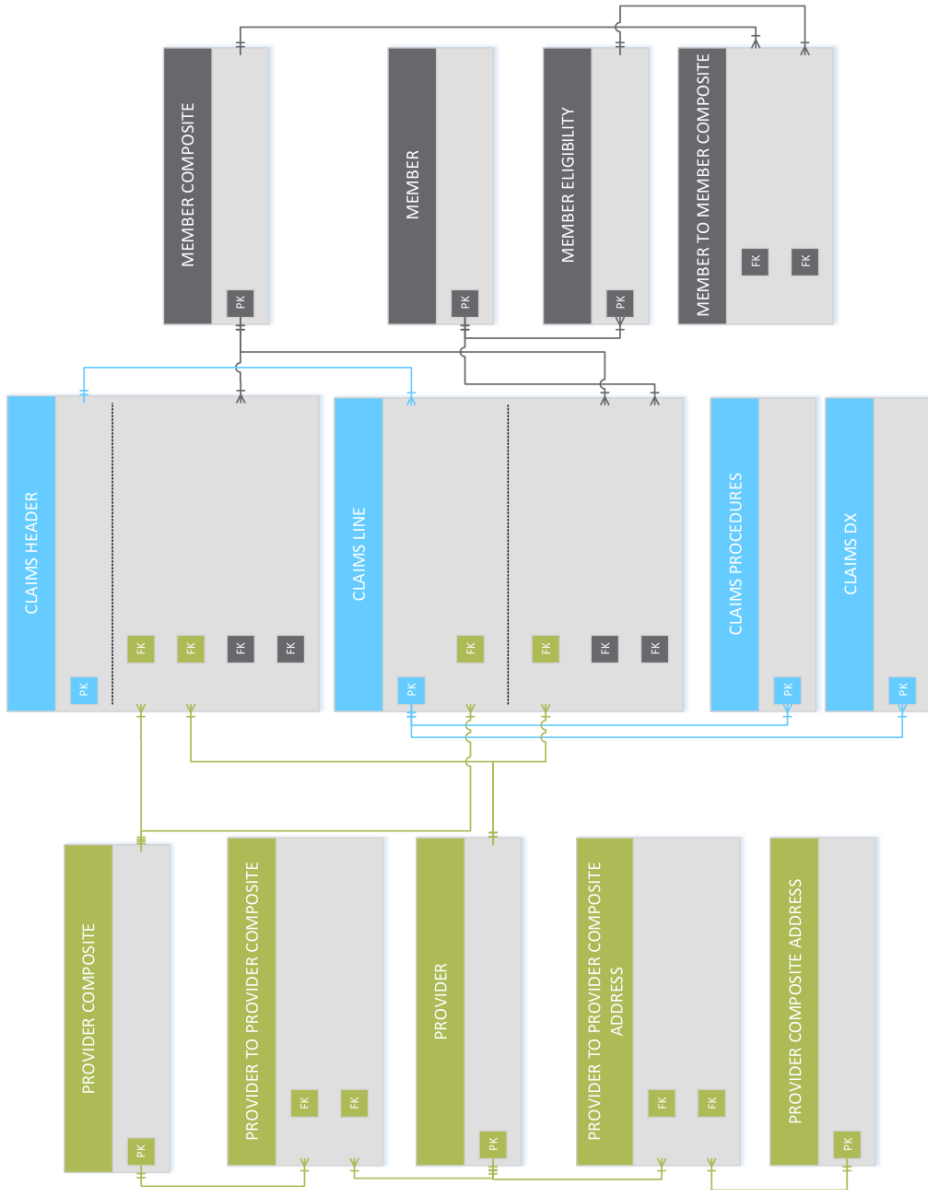 MEMBER COMPOSITE
PK
MEMBER
PK
MEMBER ELIGIBILITY
PK
MEMBER TO MEMBER COMPOSITE
FK
FK
CLAIMS HEADER
PK
FK
FK
FK
FK
CLAIMS LINE
PK
FK
FK
FK
FK
CLAIMS PROCEDURES
PK
CLAIMS DX
PK
PROVIDER COMPOSITE
PK
PROVIDER TO PROVIDER COMPOSITE
FK
FK
PROVIDER
PK
PROVIDER TO PROVIDER COMPOSITE
ADDRESS
FK
FK
PROVIDER COMPOSITE ADDRESS
PK